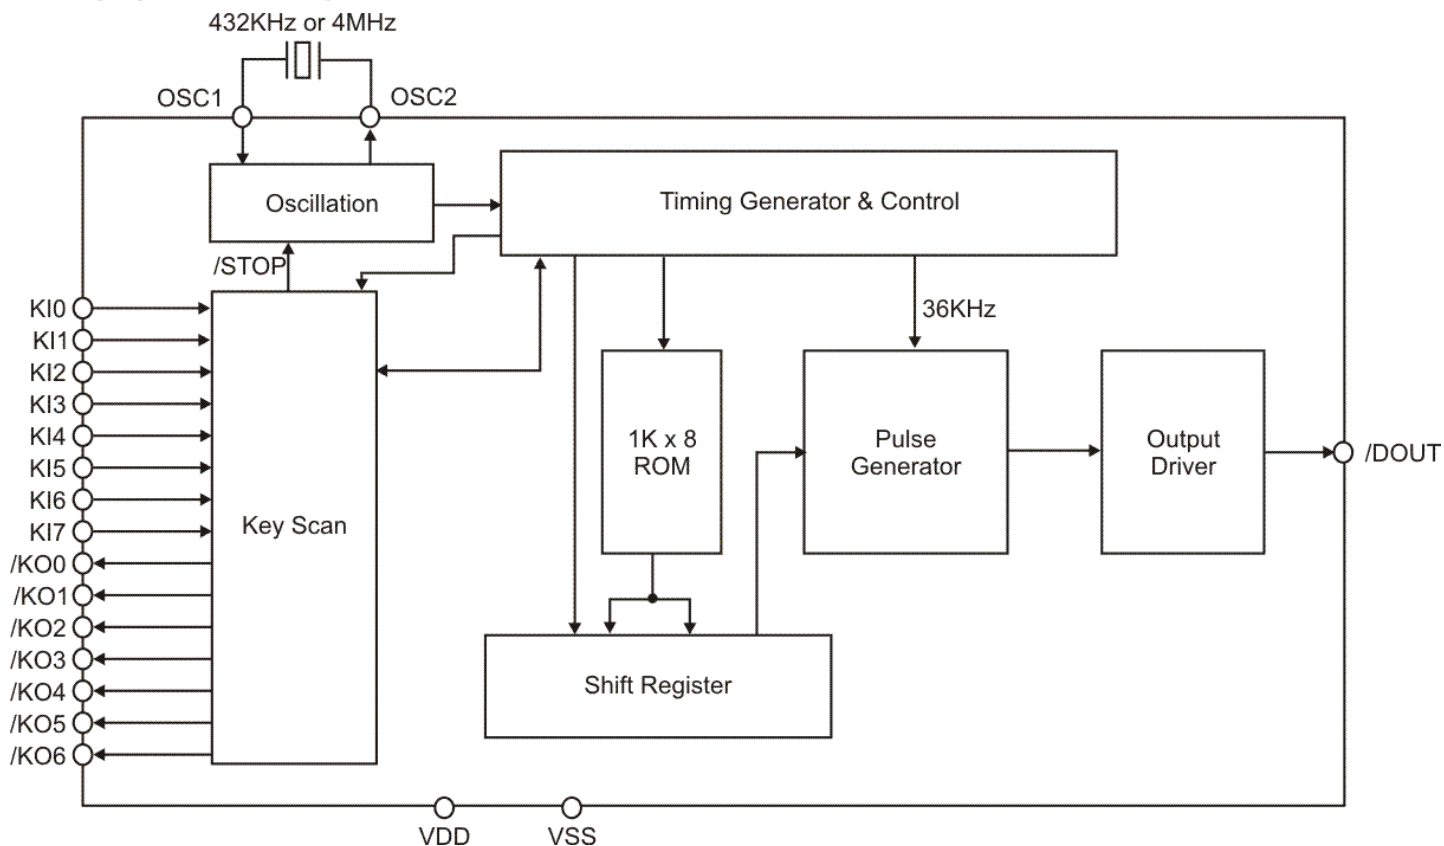 432KHz or 4MHz
OSC1
OSC2
Oscillation
Timing Generator & Control
/STOP
36KHz
KI0
KI1
KI2
KI3
KI4
KI5
KI6
KI7
/KO0
/KO1
/KO2
/KO3
/KO4
/KO5
/KO6
Key Scan
1K x 8
ROM
Pulse
Generator
Output
Driver
/DOUT
Shift Register
VDD
VSS